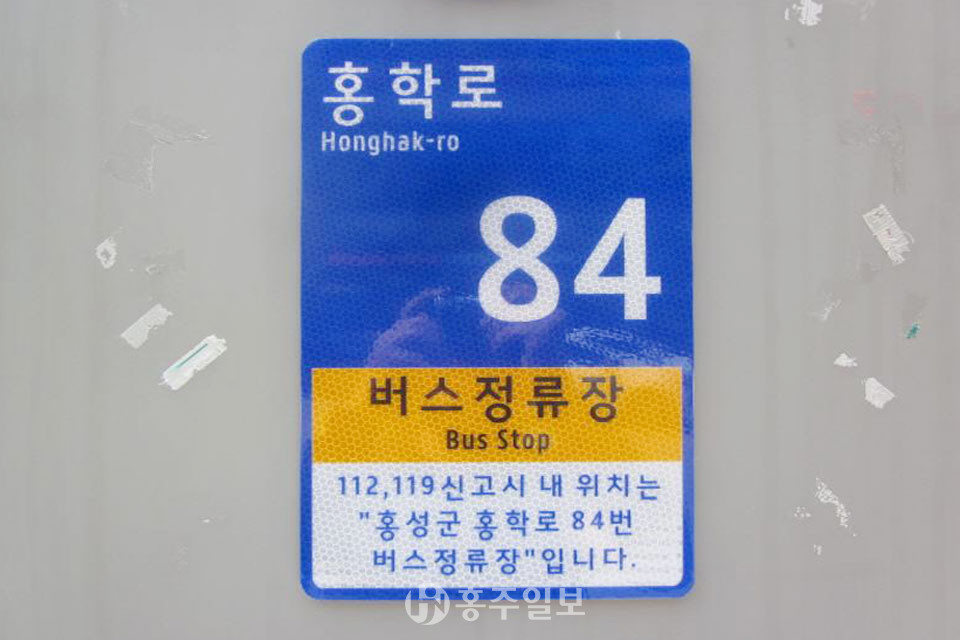 홍학로
Honghak-ro
84
버스정류장
Bus Stop
112,119신고시 내 위치는
"홍성군 홍학로 84번
버스정류장"입니다.
홍주일보